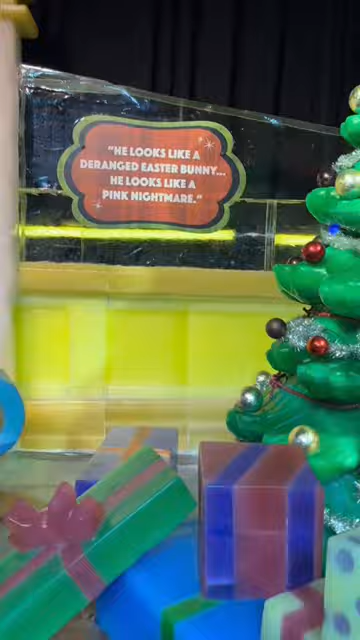 "HE LOOKS LIKE A
DERANGED EASTER BUNNY...
HE LOOKS LIKE A
PINK NIGHTMARE."